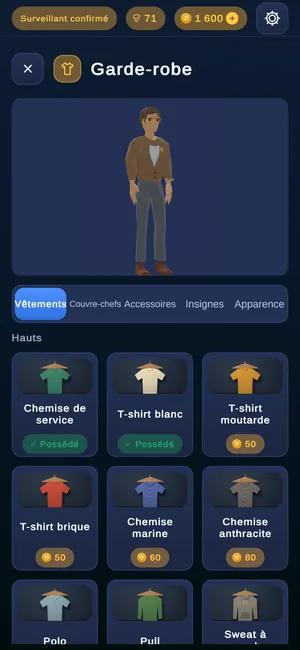 Surveillant confirmé
71
1 600 +
Garde-robe
Vêtements Couvre-chefs Accessoires Insignes Apparence
Hauts
Chemise de
service
✓ Possédé
T-shirt blanc
✓ Possédé
T-shirt
moutarde
50
T-shirt brique
50
Chemise
marine
60
Chemise
anthracite
80
Polo
Pull
Sweat à